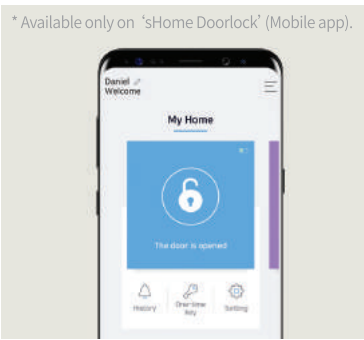 * Available only on ‘sHome Doorlock’ (Mobile app).
Daniel
Welcome
My Home
The door is opened
History
One-time
Key
Setting